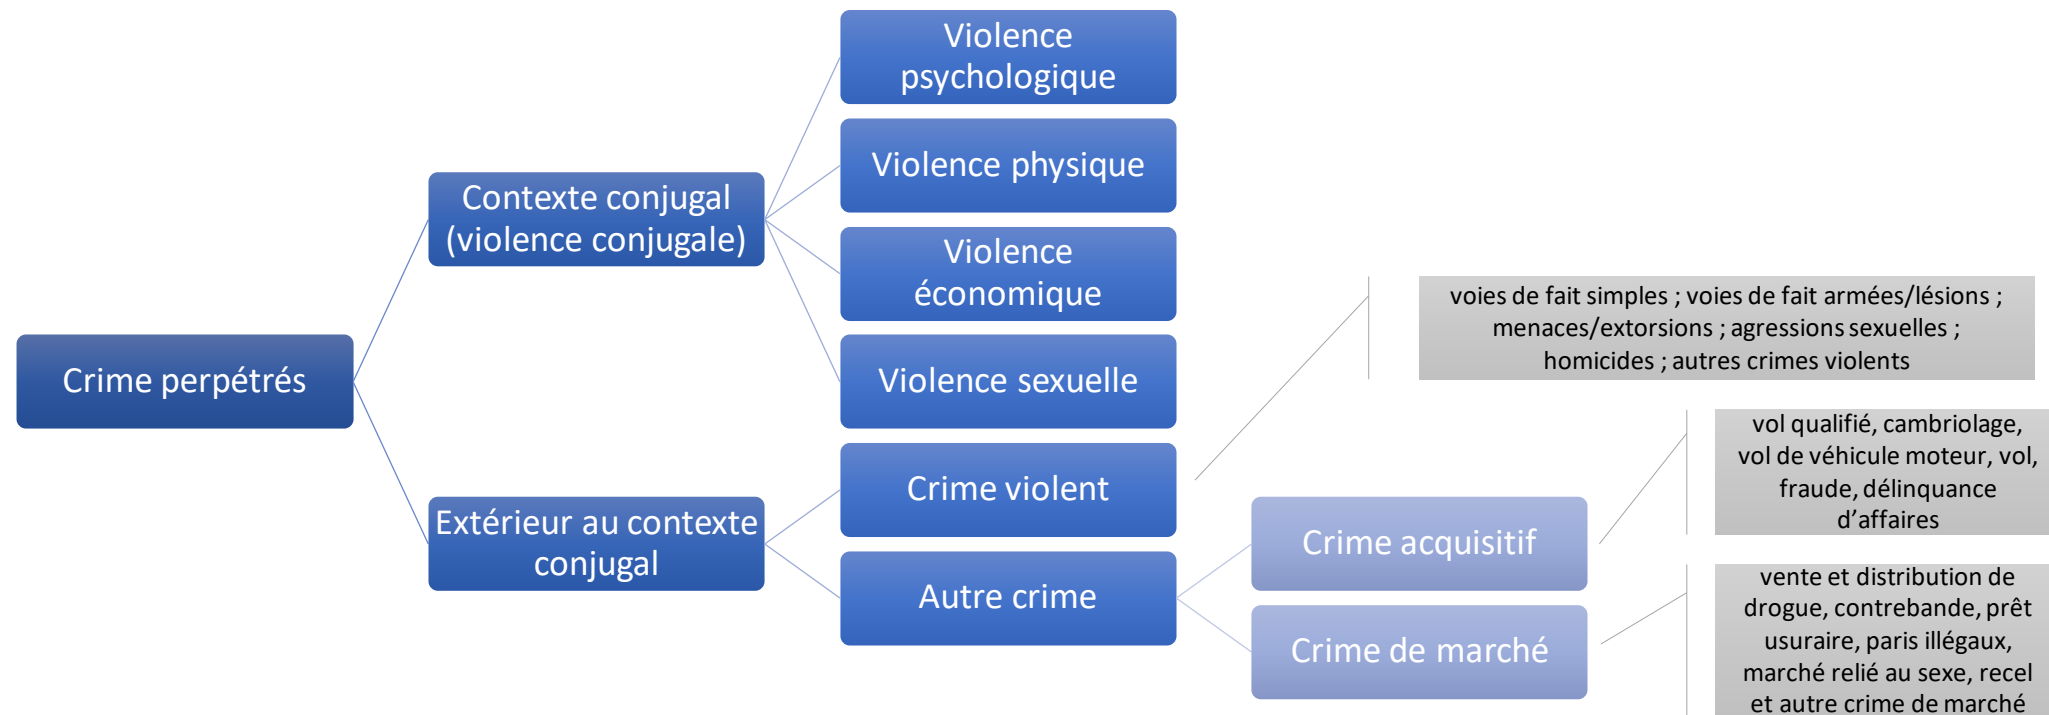 Crime perpétrés
Contexte conjugal
(violence conjugale)
Violence
psychologique
Violence physique
Violence
économique
Violence sexuelle
Extérieur au contexte
conjugal
Crime violent
voies de fait simples ; voies de fait armées/lésions ;
menaces/extorsions ; agressions sexuelles ;
homicides ; autres crimes violents
Autre crime
Crime acquisitif
vol qualifié, cambriolage,
vol de véhicule moteur, vol,
fraude, délinquance
d’affaires
Crime de marché
vente et distribution de
drogue, contrebande, prêt
usuraire, paris illégaux,
marché relié au sexe, recel
et autre crime de marché